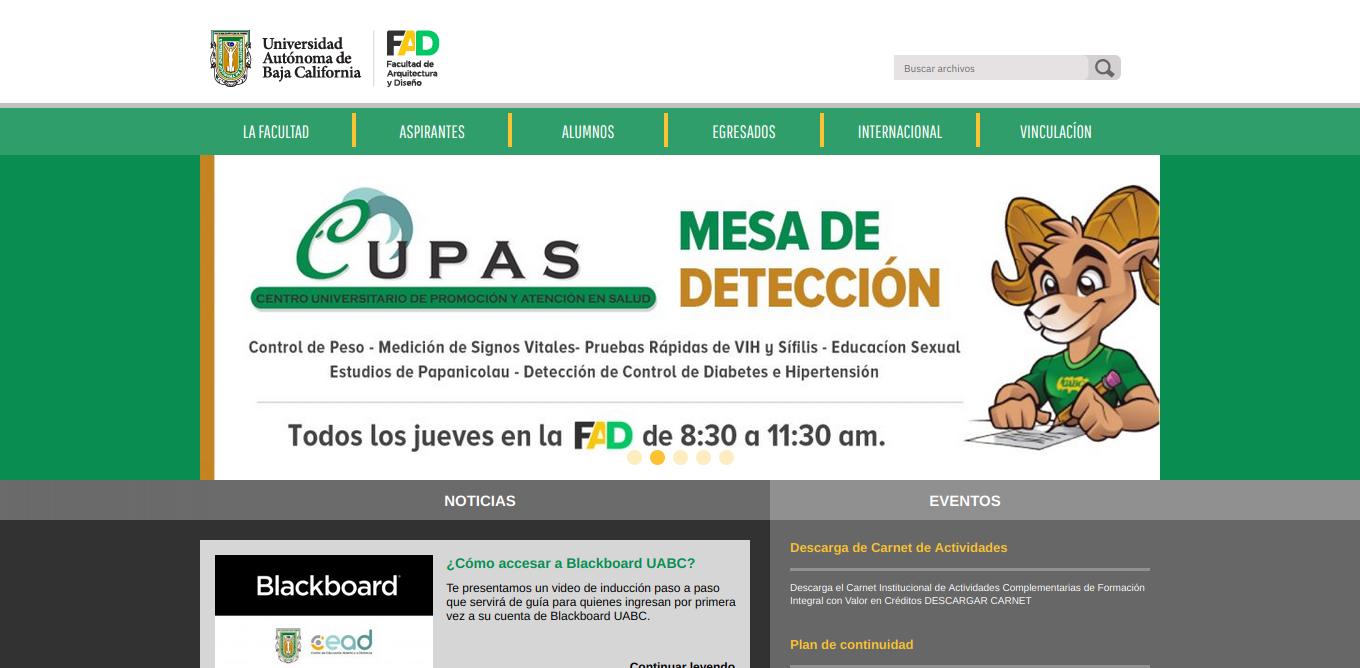 Universidad
Autónoma de
Baja California
FAD
Facultad de
Arquitectura
y Diseño
Buscar archivos
LA FACULTAD
ASPIRANTES
ALUMNOS
EGRESADOS
INTERNACIONAL
VINCULACÍON
CUPAS
CENTRO UNIVERSITARIO DE PROMOCIÓN Y ATENCIÓN EN SALUD
MESA DE
DETECCIÓN
Control de Peso - Medición de Signos Vitales- Pruebas Rápidas de VIH y Sífilis - Educacíon Sexual
Estudios de Papanicolau - Detección de Control de Diabetes e Hipertensión
Todos los jueves en la FAD de 8:30 a 11:30 am.
UABC
NOTICIAS
EVENTOS
Blackboard
cead
¿Cómo accesar a Blackboard UABC?
Te presentamos un video de inducción paso a paso
que servirá de guía para quienes ingresan por primera
vez a su cuenta de Blackboard UABC.
Continuar leyendo
Descarga de Carnet de Actividades
Descarga el Carnet Institucional de Actividades Complementarias de Formación
Integral con Valor en Créditos DESCARGAR CARNET
Plan de continuidad